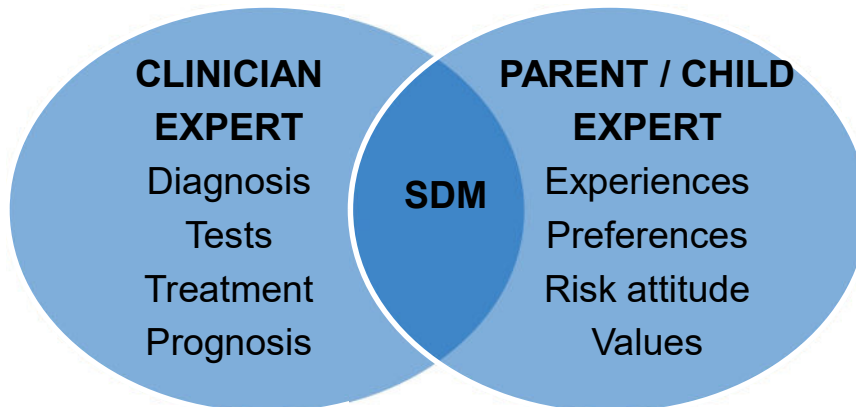 CLINICIAN
EXPERT
Diagnosis
Tests
Treatment
Prognosis
SDM
PARENT / CHILD
EXPERT
Experiences
Preferences
Risk attitude
Values